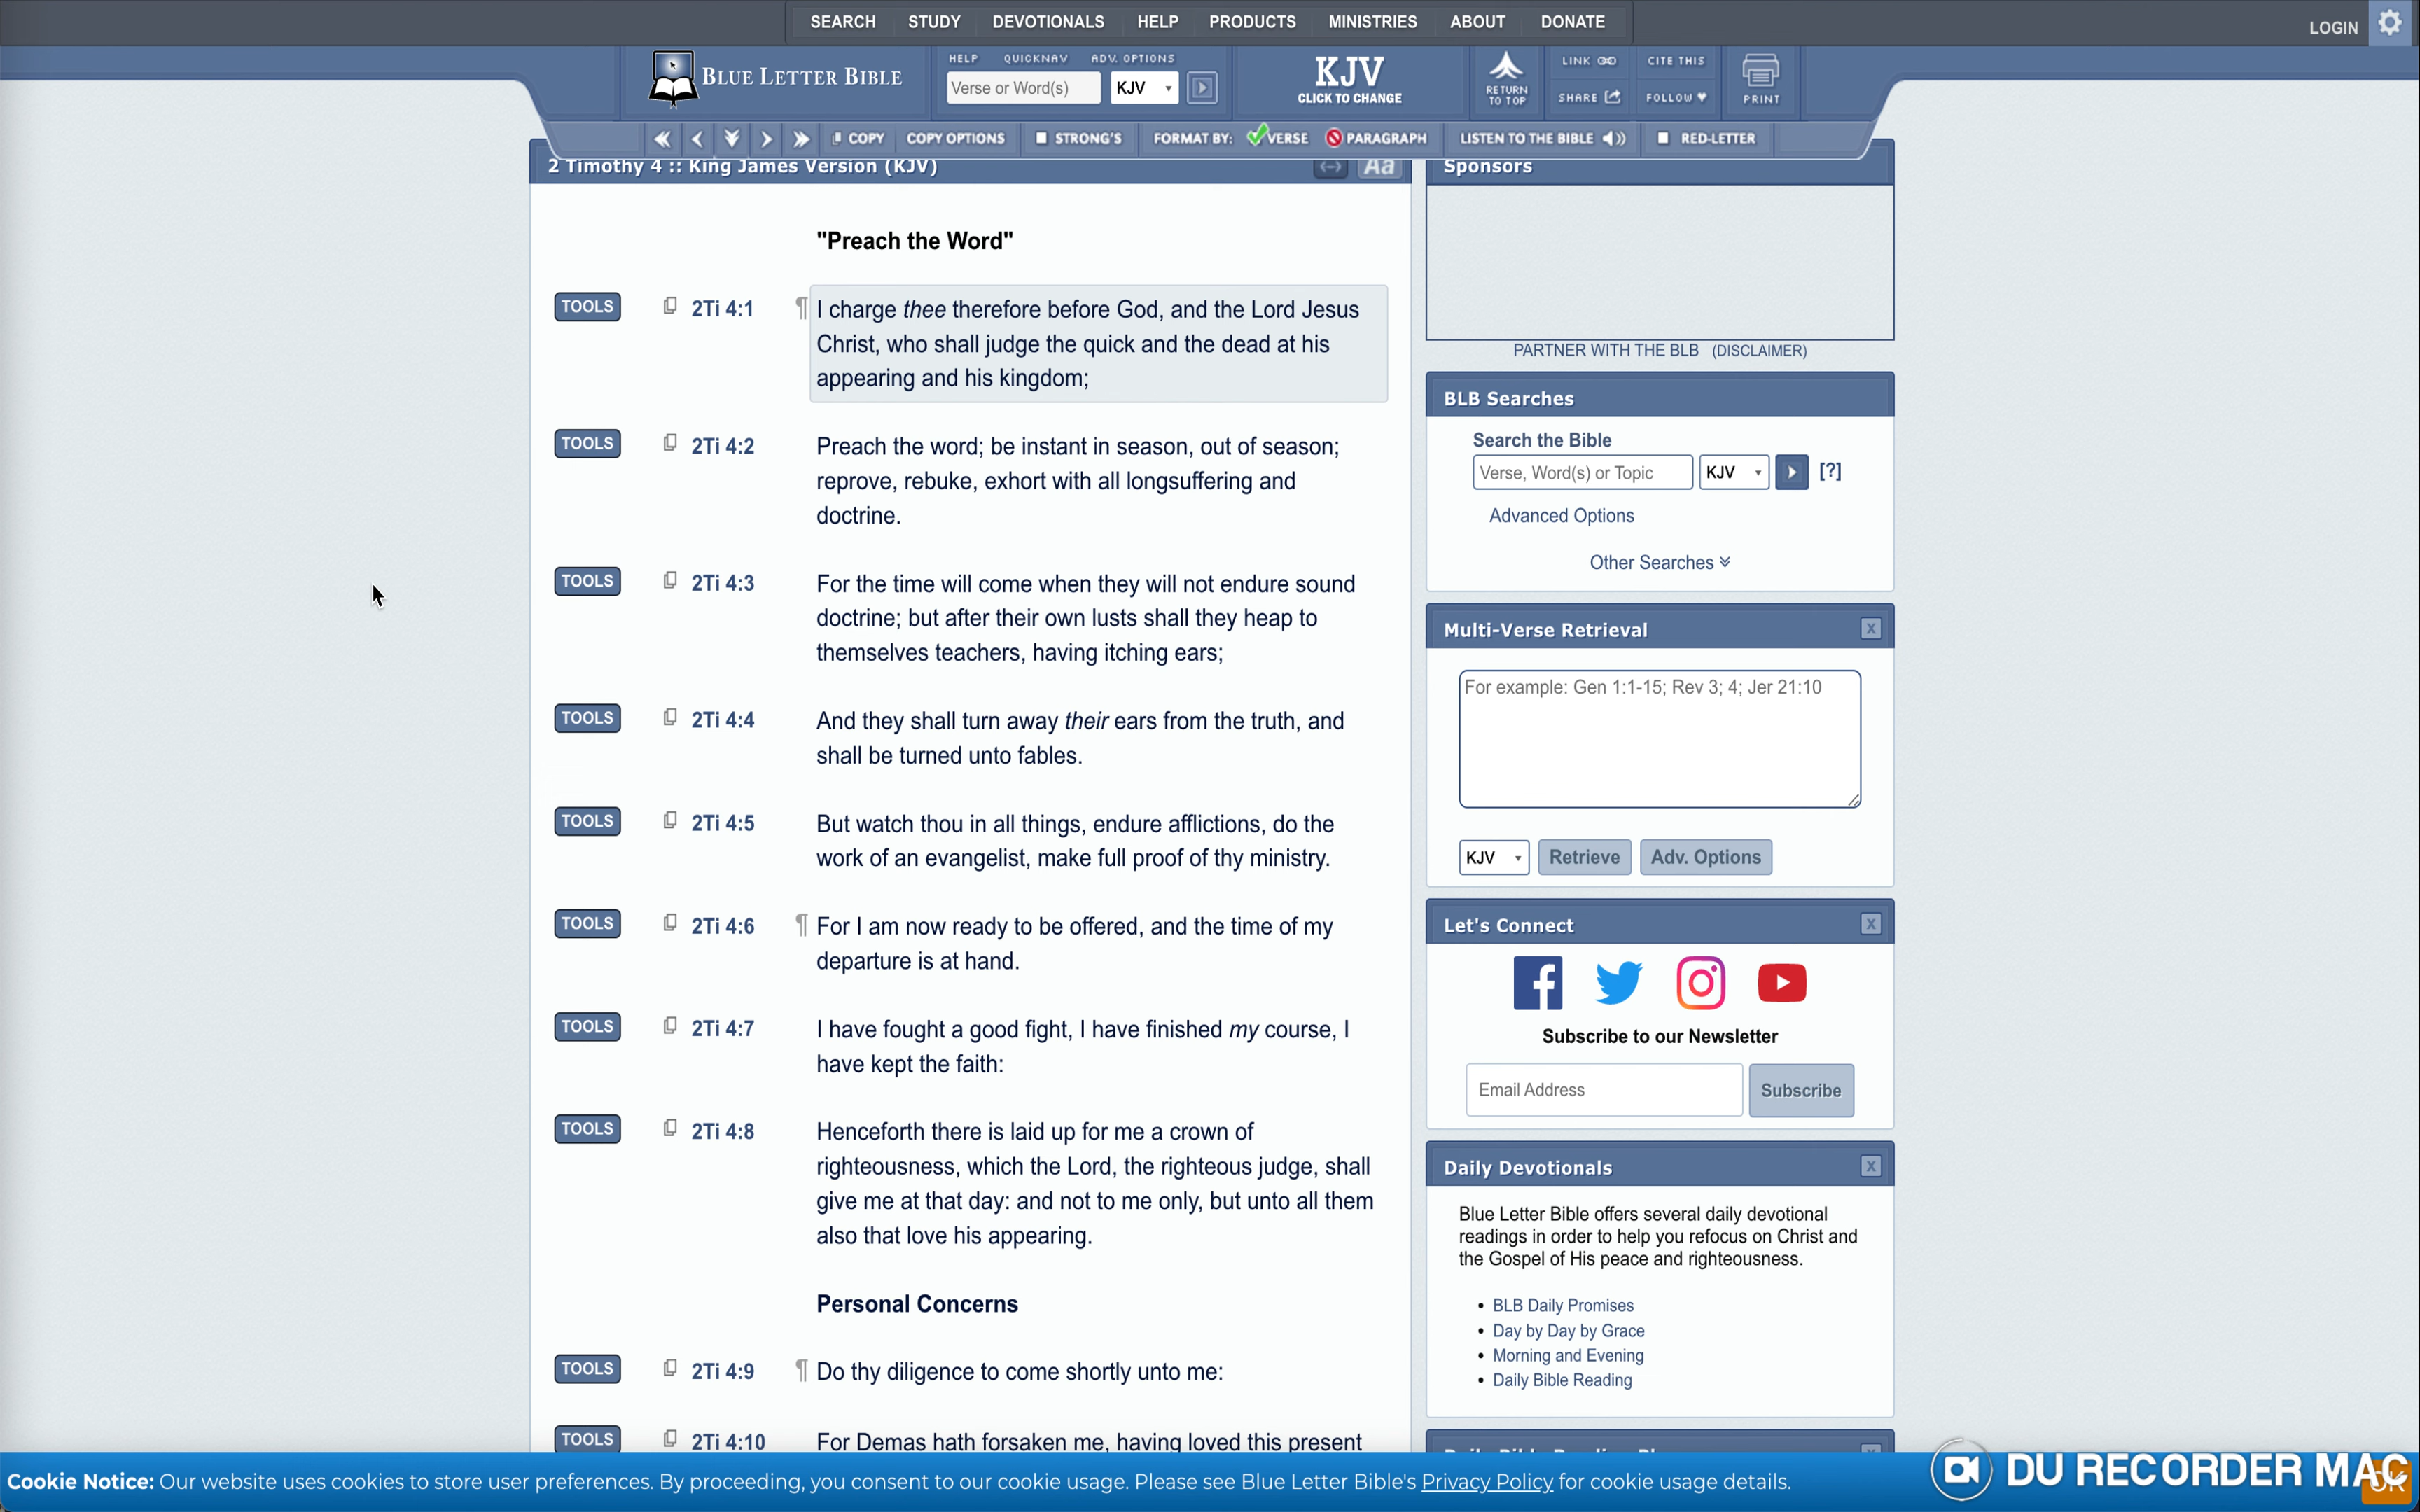 SEARCH STUDY DEVOTIONALS HELP PRODUCTS MINISTRIES ABOUT DONATE
LOGIN
BLUE LETTER BIBLE
HELP QUICKNAV ADV. OPTIONS
Verse or Word(s) KJV
KJV
CLICK TO CHANGE
RETURN
TO TOP
LINK CITE THIS
SHARE FOLLOW
PRINT
COPY COPY OPTIONS STRONG'S FORMAT BY: VERSE PARAGRAPH LISTEN TO THE BIBLE RED-LETTER
2 Timothy 4 :: King James Version (KJV)
Aa
"Preach the Word"
TOOLS 2Ti 4:1 ¶ I charge thee therefore before God, and the Lord Jesus
Christ, who shall judge the quick and the dead at his
appearing and his kingdom;
TOOLS 2Ti 4:2 Preach the word; be instant in season, out of season;
reprove, rebuke, exhort with all longsuffering and
doctrine.
TOOLS 2Ti 4:3 For the time will come when they will not endure sound
doctrine; but after their own lusts shall they heap to
themselves teachers, having itching ears;
TOOLS 2Ti 4:4 And they shall turn away their ears from the truth, and
shall be turned unto fables.
TOOLS 2Ti 4:5 But watch thou in all things, endure afflictions, do the
work of an evangelist, make full proof of thy ministry.
TOOLS 2Ti 4:6 ¶ For I am now ready to be offered, and the time of my
departure is at hand.
TOOLS 2Ti 4:7 I have fought a good fight, I have finished my course, I
have kept the faith:
TOOLS 2Ti 4:8 Henceforth there is laid up for me a crown of
righteousness, which the Lord, the righteous judge, shall
give me at that day: and not to me only, but unto all them
also that love his appearing.
Personal Concerns
TOOLS 2Ti 4:9 ¶ Do thy diligence to come shortly unto me:
TOOLS 2Ti 4:10 For Demas hath forsaken me, having loved this present
Sponsors
PARTNER WITH THE BLB (DISCLAIMER)
BLB Searches
Search the Bible
Verse, Word(s) or Topic KJV [?]
Advanced Options
Other Searches
Multi-Verse Retrieval X
For example: Gen 1:1-15; Rev 3; 4; Jer 21:10
KJV Retrieve Adv. Options
Let's Connect X
Subscribe to our Newsletter
Email Address Subscribe
Daily Devotionals X
Blue Letter Bible offers several daily devotional
readings in order to help you refocus on Christ and
the Gospel of His peace and righteousness.
• BLB Daily Promises
• Day by Day by Grace
• Morning and Evening
• Daily Bible Reading
Cookie Notice: Our website uses cookies to store user preferences. By proceeding, you consent to our cookie usage. Please see Blue Letter Bible's Privacy Policy for cookie usage details.
DU RECORDER MAC
OK